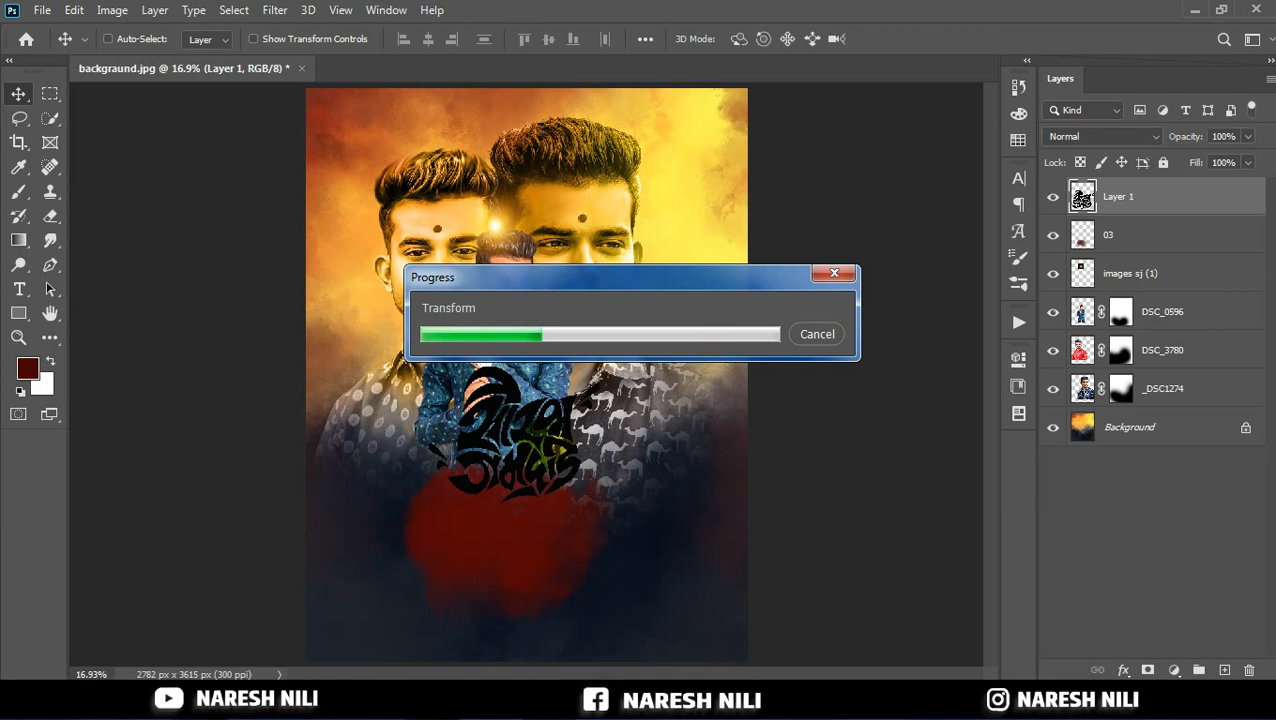 Ps File Edit Image Layer Type Select Filter 3D View Window Help
Auto-Select: Layer Show Transform Controls 3D Mode:
backgraund.jpg @ 16.9% (Layer 1, RGB/8) * ×
Layers
Kind
Normal Opacity: 100%
Lock: Fill: 100%
Layer 1
03
images sj (1)
DSC_0596
DSC_3780
_DSC1274
Background
Progress
Transform
Cancel
16.93% 2782 px x 3615 px (300 ppi)
NARESH NILI NARESH NILI NARESH NILI